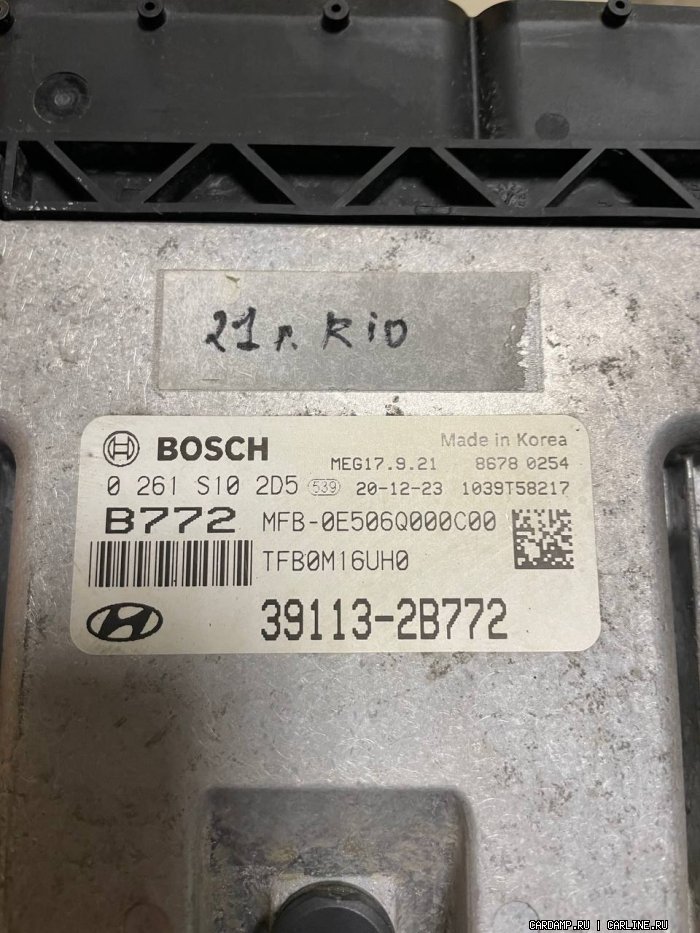 21г. Rio
BOSCH
Made in Korea
MEG17.9.21 8678 0254
0 261 S10 2D5 539 20-12-23 1039T58217
B772 MFB-0E506Q000C00
TFB0M16UH0
39113-2B772
CARDAMP.RU | CARLINE.RU